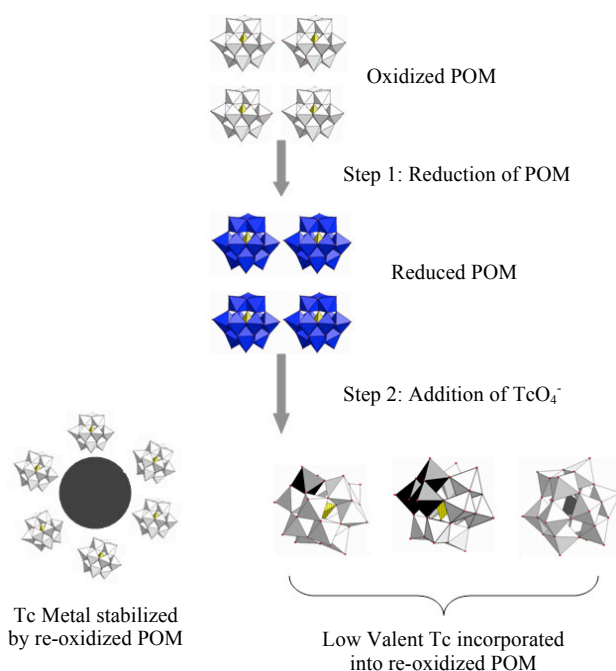 Oxidized POM
Step 1: Reduction of POM
Reduced POM
Step 2: Addition of TcO₄⁻
Tc Metal stabilized
by re-oxidized POM
Low Valent Tc incorporated
into re-oxidized POM